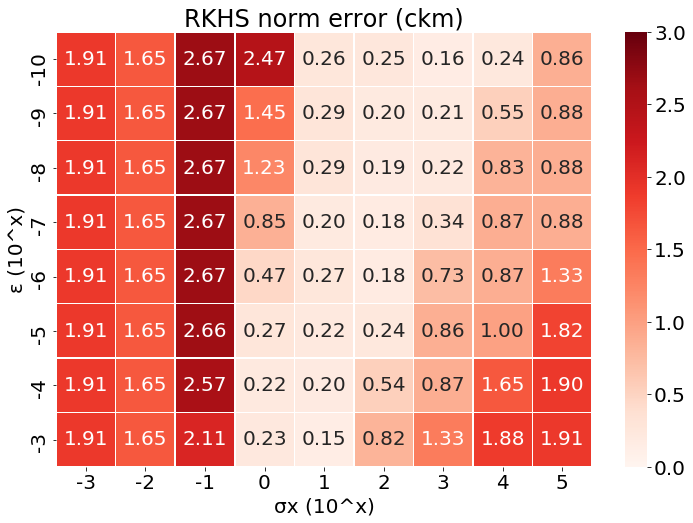 RKHS norm error (ckm)
-10 1.91 1.65 2.67 2.47 0.26 0.25 0.16 0.24 0.86
-9 1.91 1.65 2.67 1.45 0.29 0.20 0.21 0.55 0.88
-8 1.91 1.65 2.67 1.23 0.29 0.19 0.22 0.83 0.88
-7 1.91 1.65 2.67 0.85 0.20 0.18 0.34 0.87 0.88
-6 1.91 1.65 2.67 0.47 0.27 0.18 0.73 0.87 1.33
-5 1.91 1.65 2.66 0.27 0.22 0.24 0.86 1.00 1.82
-4 1.91 1.65 2.57 0.22 0.20 0.54 0.87 1.65 1.90
-3 1.91 1.65 2.11 0.23 0.15 0.82 1.33 1.88 1.91
-3 -2 -1 0 1 2 3 4 5
σx (10^x)
ε (10^x)
3.0
2.5
2.0
1.5
1.0
0.5
0.0